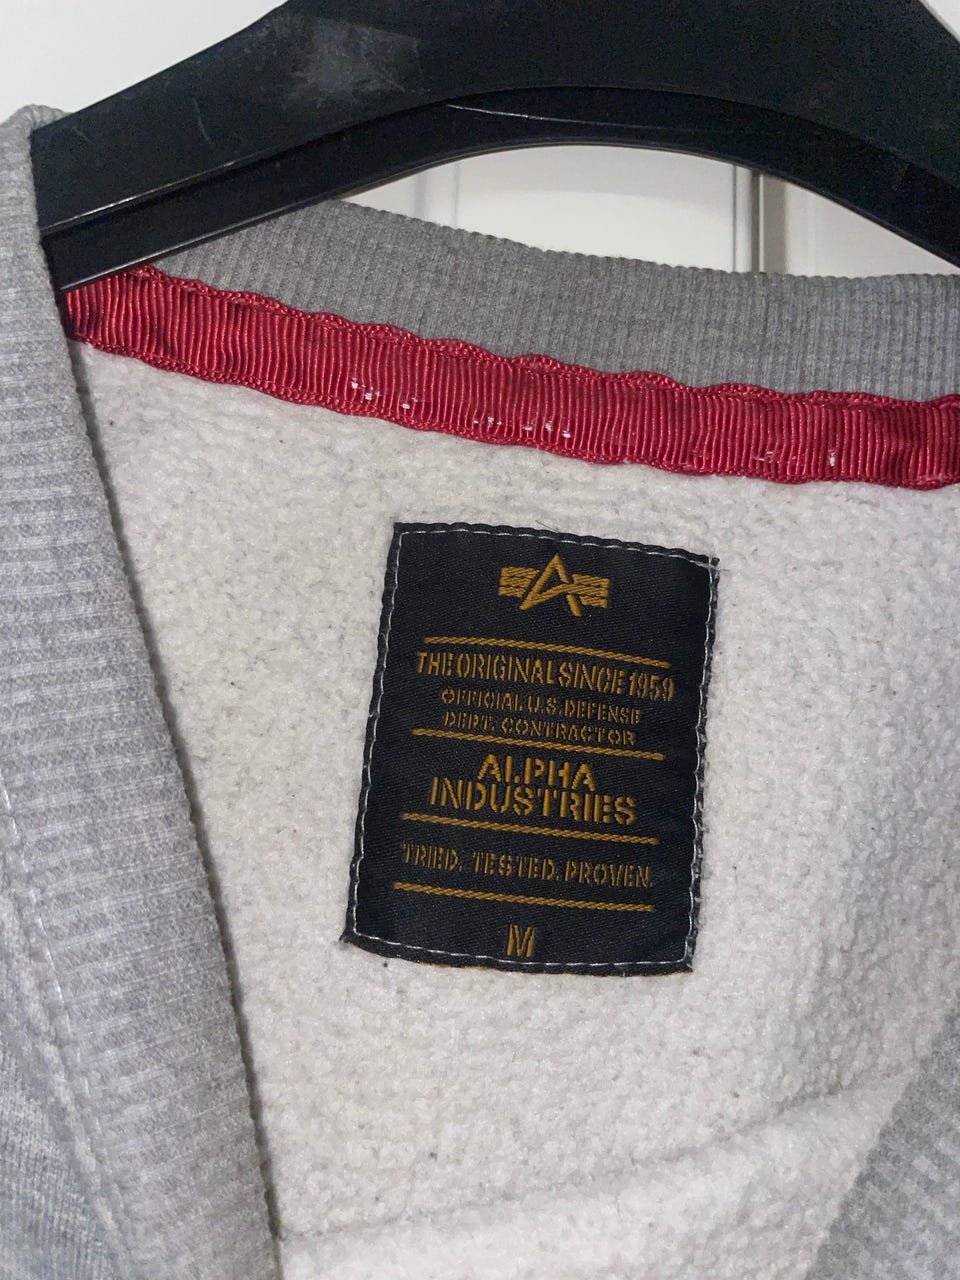 THE ORIGINAL SINCE 1959
OFFICIAL U.S. DEFENSE
DEPT. CONTRACTOR
ALPHA
INDUSTRIES
TRIED. TESTED. PROVEN.
M